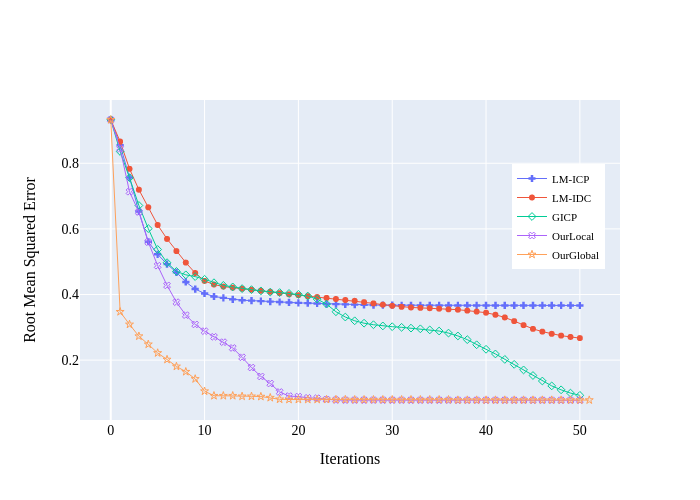 Root Mean Squared Error
0.8
0.6
0.4
0.2
LM-ICP
LM-IDC
GICP
OurLocal
OurGlobal
0 10 20 30 40 50
Iterations